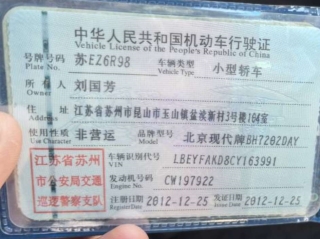 中华人民共和国机动车行驶证
Vehicle License of the People's Republic of China
号牌号码 苏EZ6R98 车辆类型 小型轿车
Plate No. Vehicle Type
所有人 刘国芳
Owner
住址 江苏省苏州市昆山市玉山镇益浓新村3号楼164室
Address
使用性质 非营运 品牌型号 北京现代牌BH7202DAY
Use Character Model
江苏省苏州
市公安局交通
巡逻警察支队
车辆识别代号 LBEYFAKD8CY163991
VIN
发动机号码 CW197922
Engine No.
注册日期 2012-12-25 发证日期 2012-12-25
Register Date Issue Date